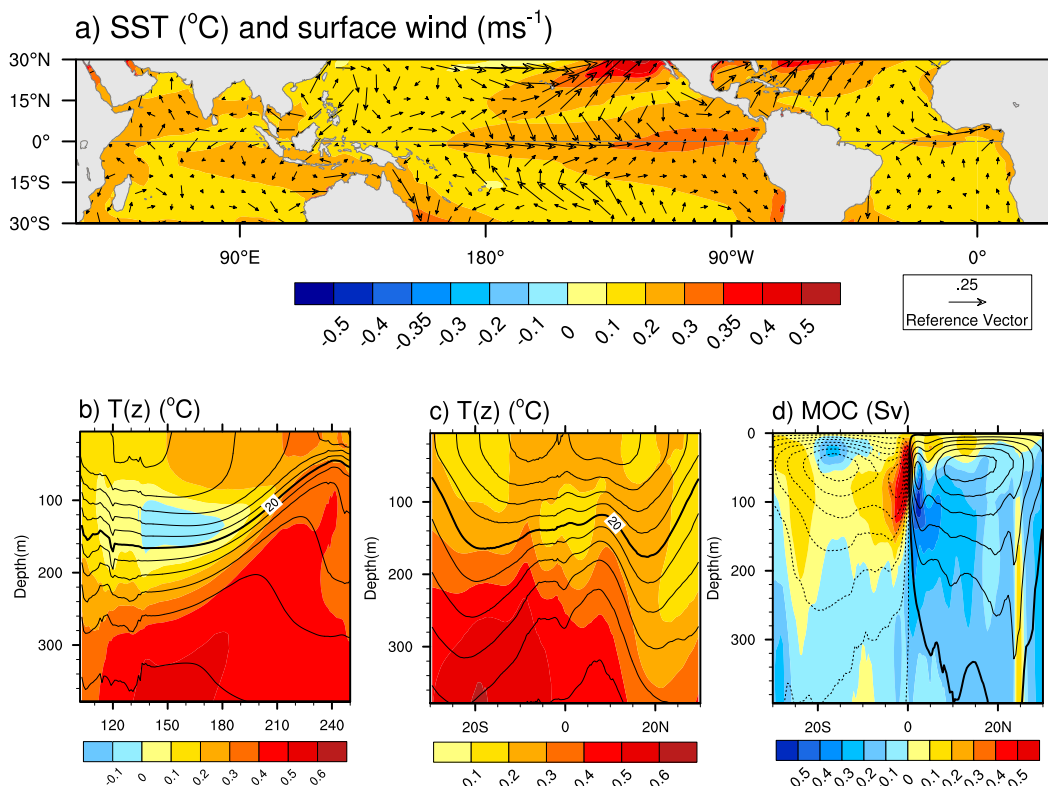 a) SST (°C) and surface wind (ms⁻¹)
30°N
15°N
0°
15°S
30°S
90°E 180° 90°W 0°
-0.5 -0.4 -0.35 -0.3 -0.2 -0.1 0 0.1 0.2 0.3 0.35 0.4 0.5
.25
Reference Vector
b) T(z) (°C)
Depth(m)
100
200
300
20
120 150 180 210 240
-0.1 0 0.1 0.2 0.3 0.4 0.5 0.6
c) T(z) (°C)
Depth(m)
100
200
300
20
20S 0 20N
0.1 0.2 0.3 0.4 0.5 0.6
d) MOC (Sv)
Depth(m)
0
100
200
300
20S 0 20N
0.5 0.4 0.3 0.2 -0.1 0 0.1 0.2 0.3 0.4 0.5